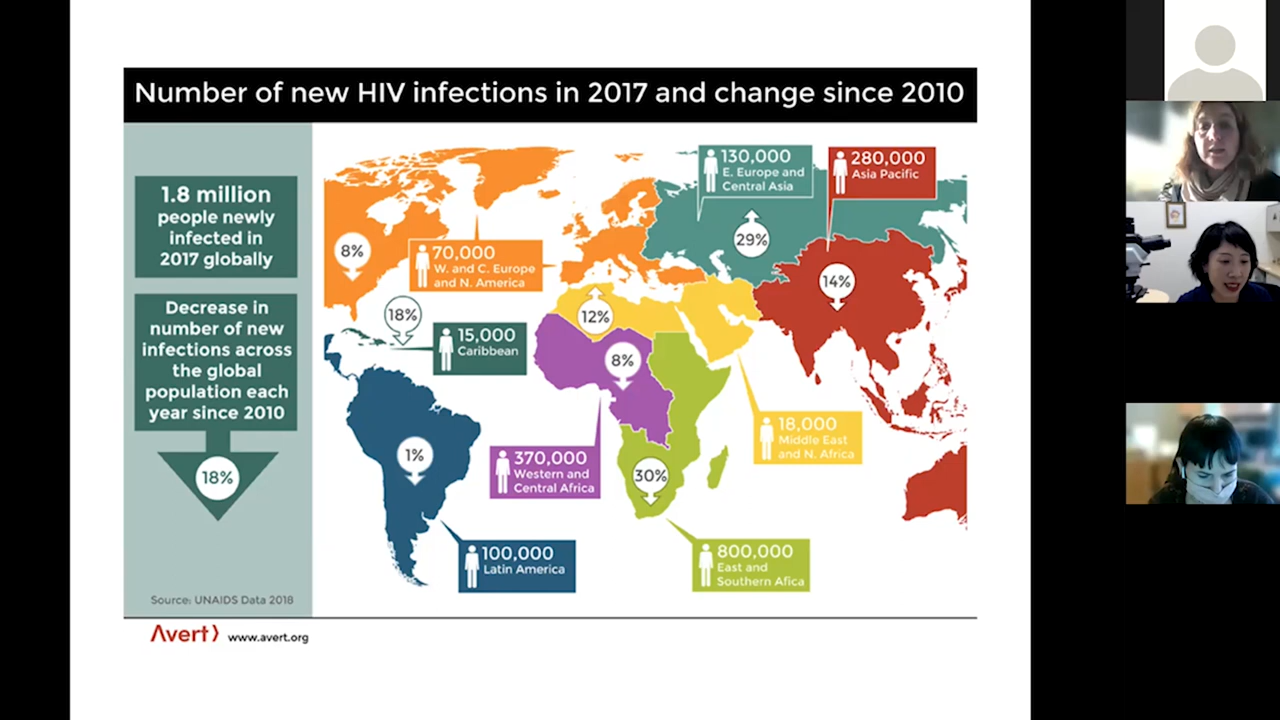 Number of new HIV infections in 2017 and change since 2010
1.8 million
people newly
infected in
2017 globally
Decrease in
number of new
infections across
the global
population each
year since 2010
18%
Source: UNAIDS Data 2018
130,000
E. Europe and
Central Asia
280,000
Asia Pacific
29%
8%
70,000
W. and C. Europe
and N. America
14%
18%
12%
15,000
Caribbean
8%
18,000
Middle East
and N. Africa
1%
370,000
Western and
Central Africa
30%
100,000
Latin America
800,000
East and
Southern Afica
Avert
www.avert.org